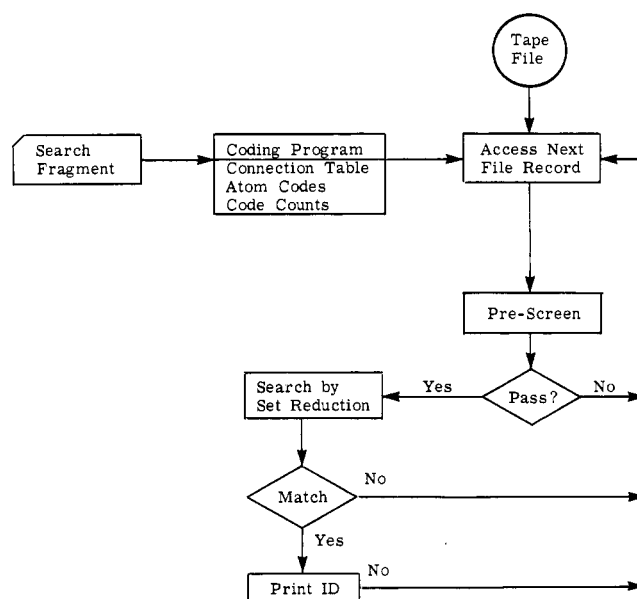 Tape
File
Search
Fragment
Coding Program
Connection Table
Atom Codes
Code Counts
Access Next
File Record
Pre-Screen
Pass?
Yes
No
Search by
Set Reduction
Match
No
Yes
Print ID
No